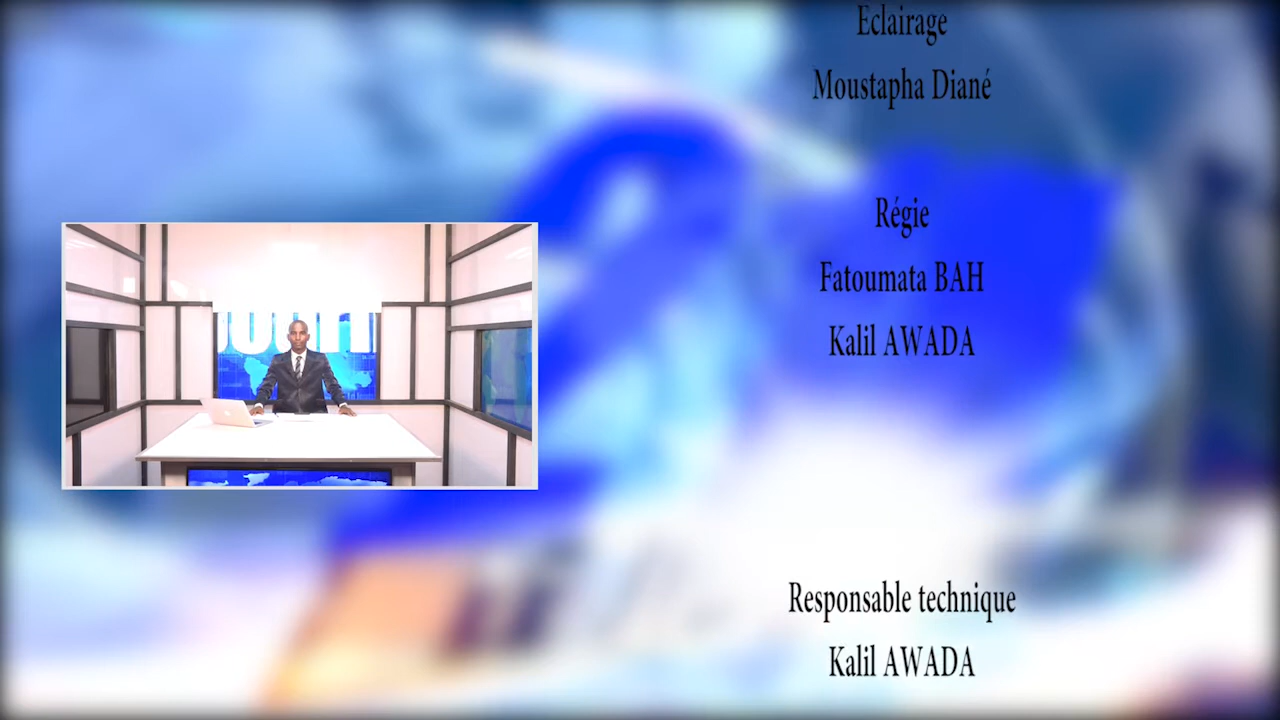 Eclairage
Moustapha Diané
Régie
Fatoumata BAH
Kalil AWADA
Responsable technique
Kalil AWADA